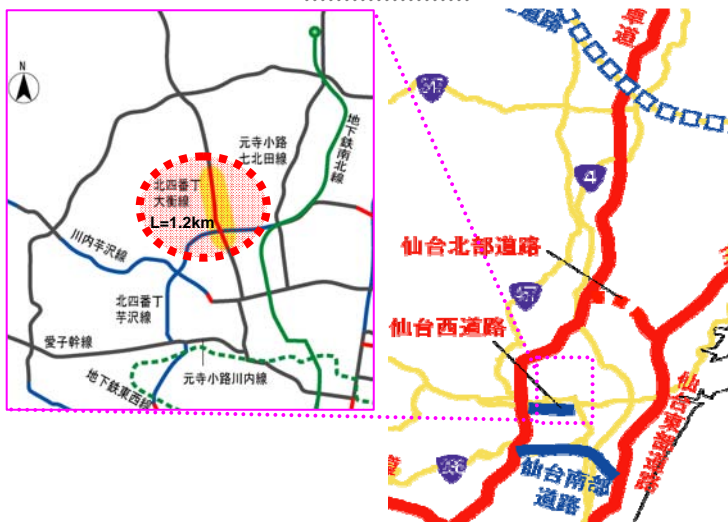 N
元寺小路
七北田線
地下鉄南北線
北四番丁
大衡線
L=1.2km
川内芋沢線
北四番丁
芋沢線
愛子幹線
元寺小路川内線
地下鉄東西線
道路
車道
4
仙台北部道路
仙台西道路
仙台東部道路
仙台南部
道路